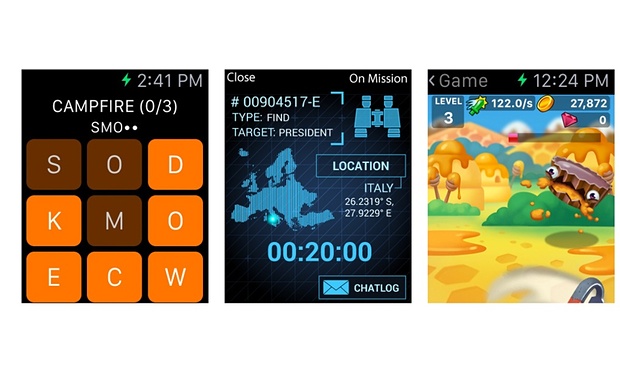 2:41 PM
CAMPFIRE (0/3)
SMO••
S O D
K M O
E C W
Close On Mission
# 00904517-E
TYPE: FIND
TARGET: PRESIDENT
LOCATION
ITALY
26.2319° S,
27.9229° E
00:20:00
CHATLOG
‹ Game 12:24 PM
LEVEL 122.0/s 27,872
3 0